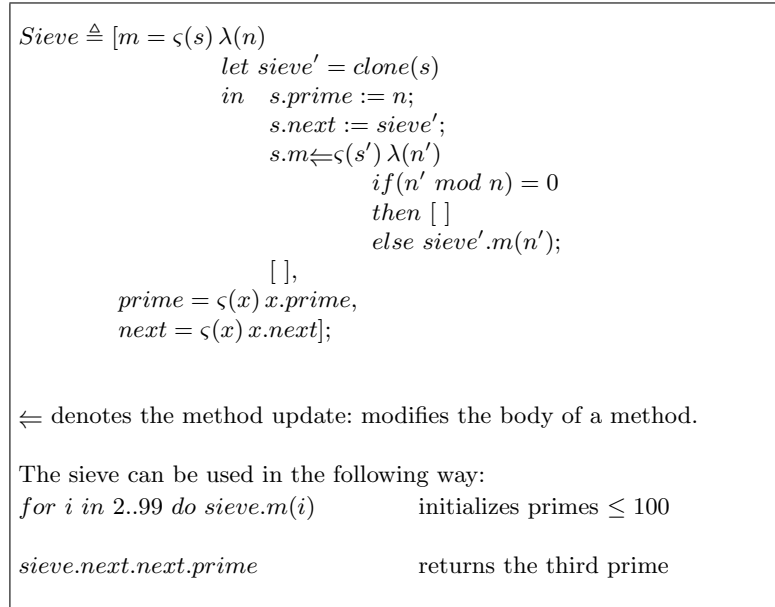 Sieve ≜ [m = ς(s) λ(n)
let sieve′ = clone(s)
in s.prime := n;
s.next := sieve′;
s.m⇐ς(s′) λ(n′)
if(n′ mod n) = 0
then [ ]
else sieve′.m(n′);
[ ],
prime = ς(x) x.prime,
next = ς(x) x.next];
⇐ denotes the method update: modifies the body of a method.
The sieve can be used in the following way:
for i in 2..99 do sieve.m(i) initializes primes ≤ 100
sieve.next.next.prime returns the third prime